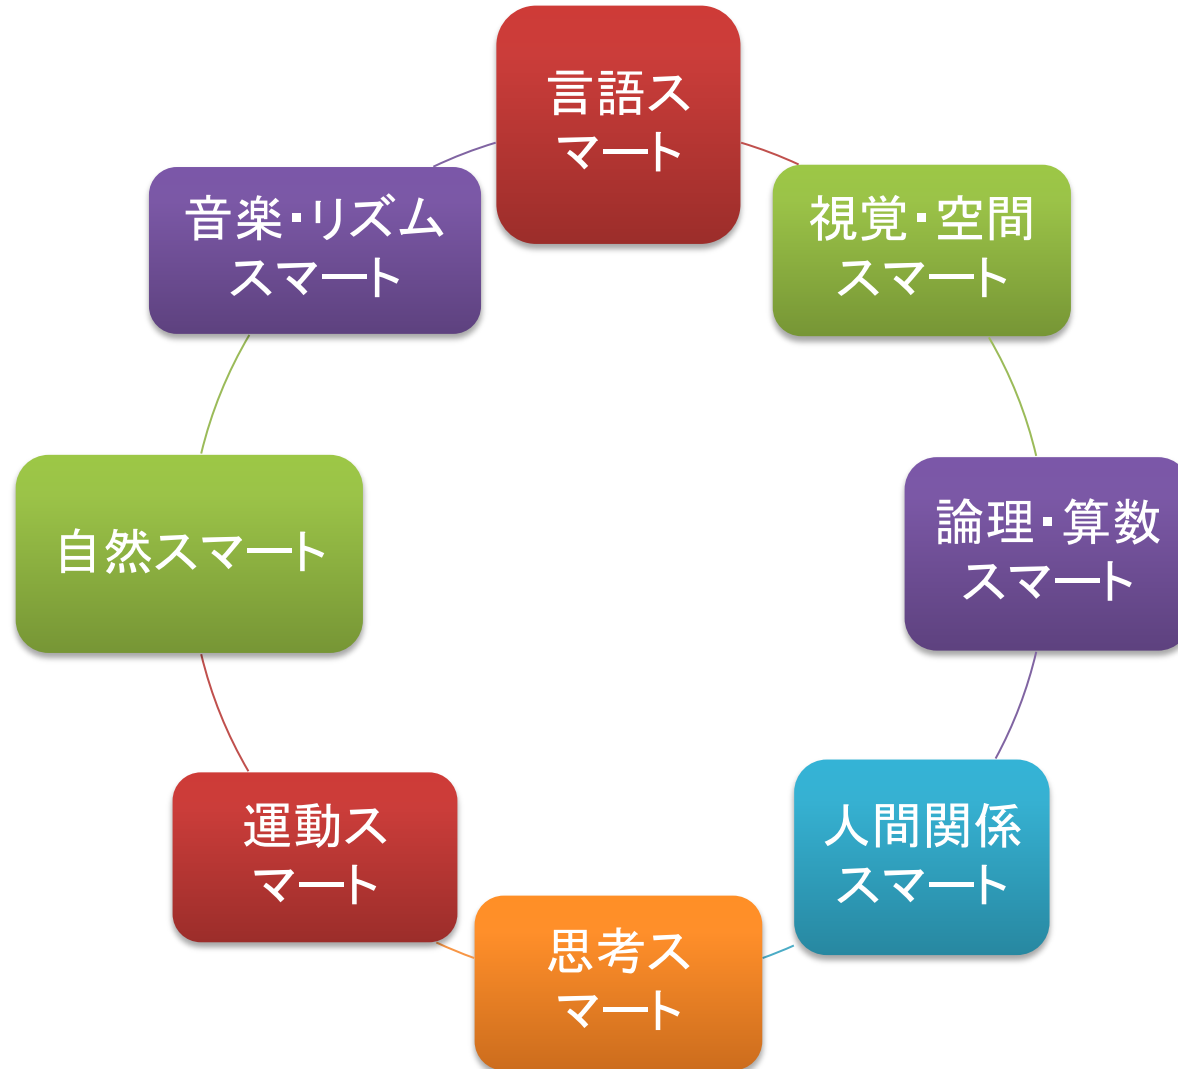 言語ス
マート
視覚・空間
スマート
論理・算数
スマート
人間関係
スマート
思考ス
マート
運動ス
マート
自然スマート
音楽・リズム
スマート